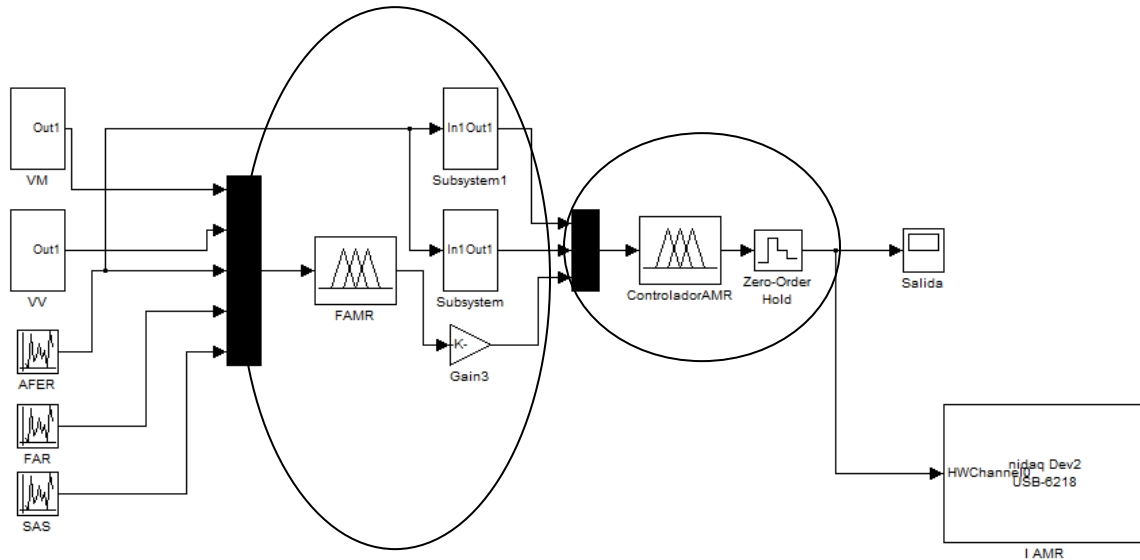 Out1
VM
Out1
VV
AFER
FAR
SAS
FAMR
In1 Out1
Subsystem1
In1 Out1
Subsystem
K-
Gain3
ControladorAMR
Zero-Order
Hold
Salida
nidaq Dev2
HWChannel0
USB-6218
I AMR